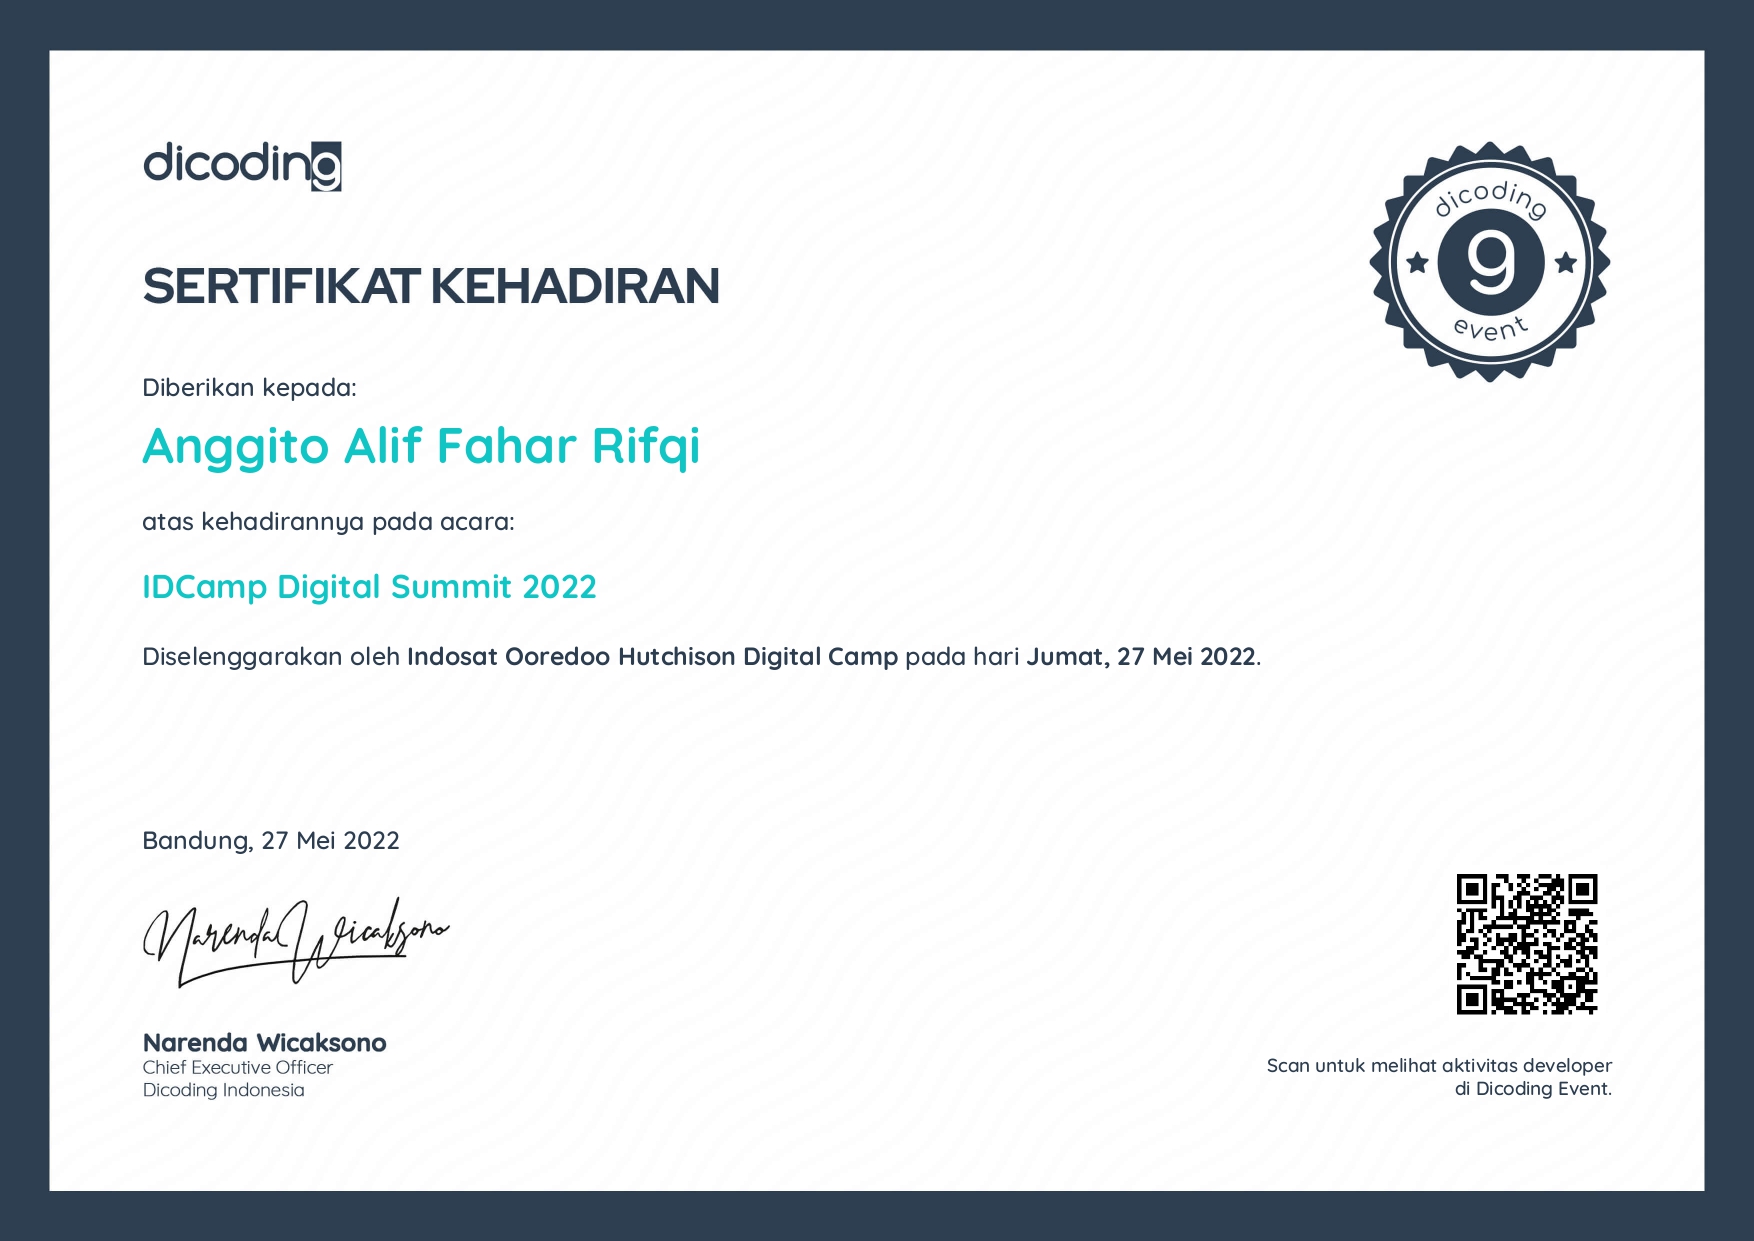 dicoding
SERTIFIKAT KEHADIRAN
dicoding
g
event
Diberikan kepada:
Anggito Alif Fahar Rifqi
atas kehadirannya pada acara:
IDCamp Digital Summit 2022
Diselenggarakan oleh Indosat Ooredoo Hutchison Digital Camp pada hari Jumat, 27 Mei 2022.
Bandung, 27 Mei 2022
Narenda Wicaksono
Narenda Wicaksono
Chief Executive Officer
Dicoding Indonesia
Scan untuk melihat aktivitas developer
di Dicoding Event.